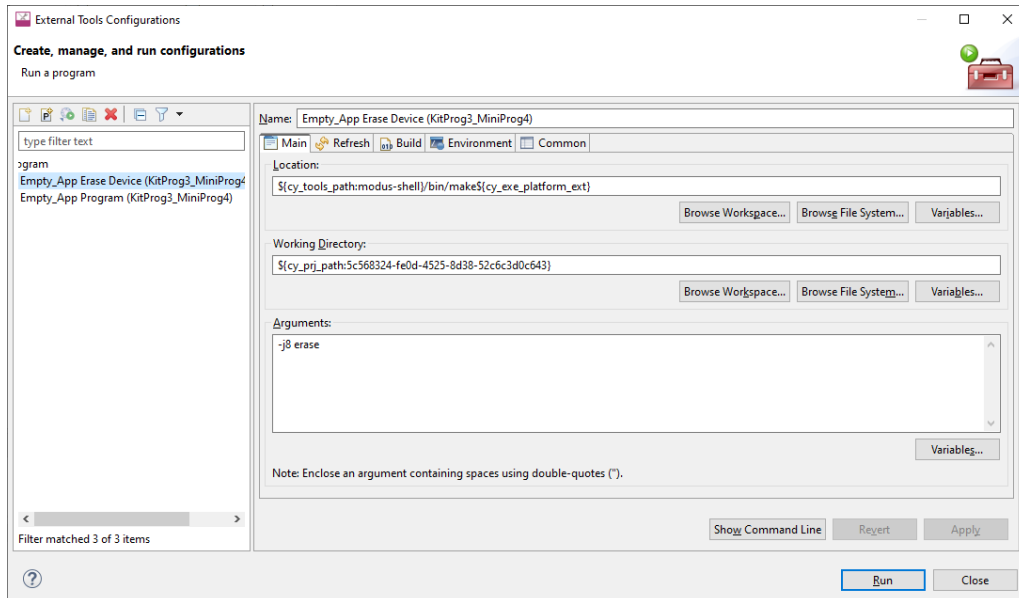 External Tools Configurations
Create, manage, and run configurations
Run a program
type filter text
ogram
Empty_App Erase Device (KitProg3_MiniProg4
Empty_App Program (KitProg3_MiniProg4)
Filter matched 3 of 3 items
Name: Empty_App Erase Device (KitProg3_MiniProg4)
Main Refresh Build Environment Common
Location:
${cy_tools_path:modus-shell}/bin/make${cy_exe_platform_ext}
Browse Workspace... Browse File System... Variables...
Working Directory:
${cy_prj_path:5c568324-fe0d-4525-8d38-52c6c3d0c643}
Browse Workspace... Browse File System... Variables...
Arguments:
-j8 erase
Variables...
Note: Enclose an argument containing spaces using double-quotes (").
Show Command Line Revert Apply
Run Close